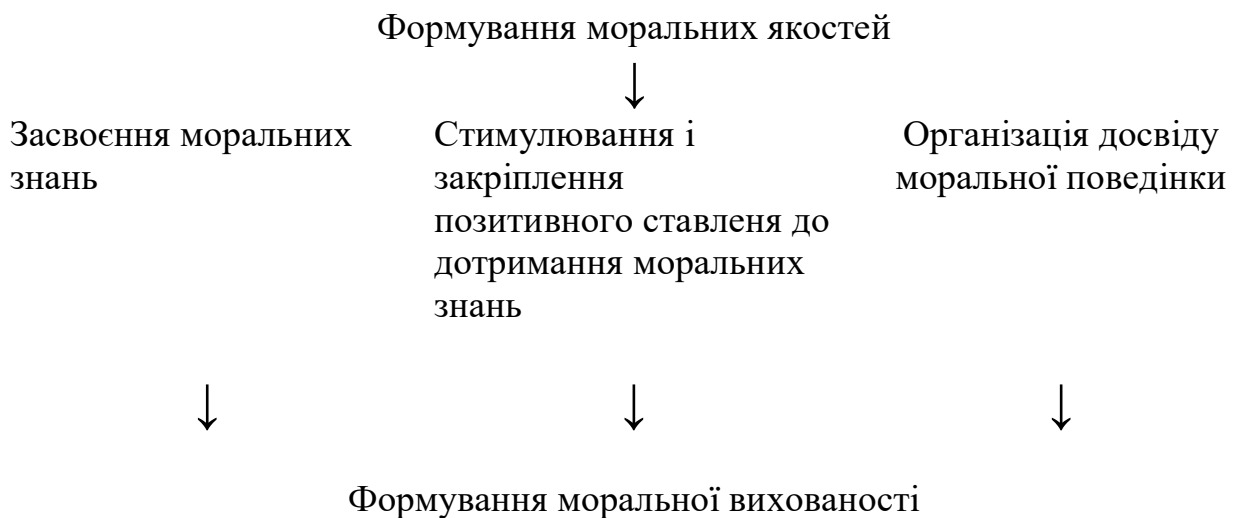 Формування моральних якостей
↓
Засвоєння моральних
знань
Стимулювання і
закріплення
позитивного ставленя до
дотримання моральних
знань
Організація досвіду
моральної поведінки
↓ ↓ ↓
Формування моральної вихованості